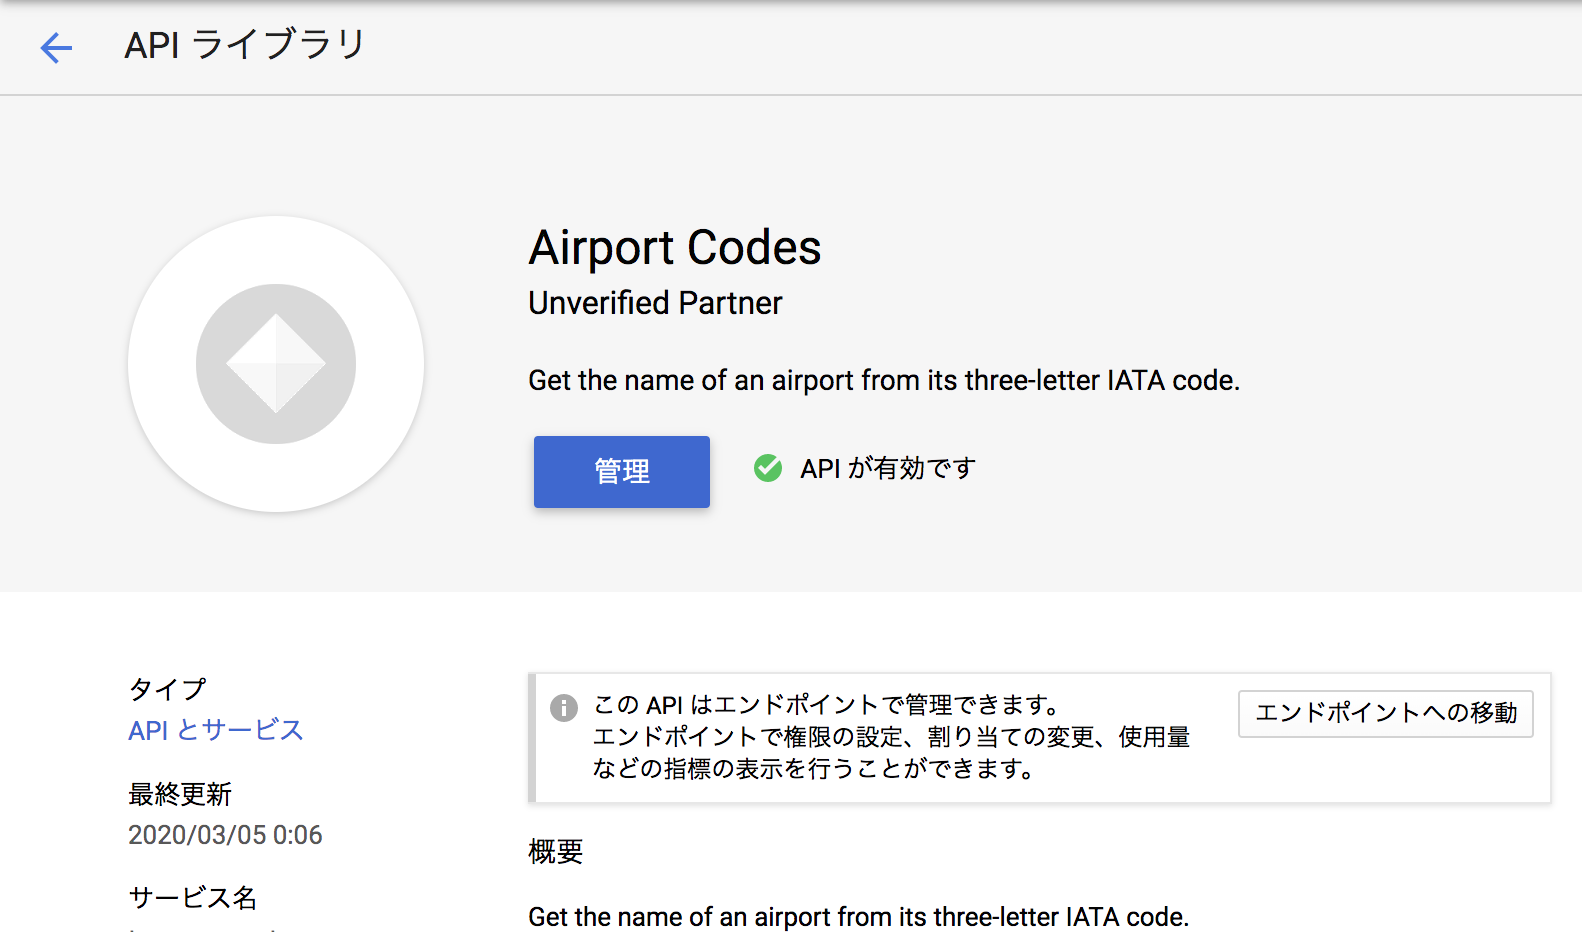 API ライブラリ
Airport Codes
Unverified Partner
Get the name of an airport from its three-letter IATA code.
管理
API が有効です
タイプ
API とサービス
最終更新
2020/03/05 0:06
サービス名
この API はエンドポイントで管理できます。
エンドポイントで権限の設定、割り当ての変更、使用量
などの指標の表示を行うことができます。
エンドポイントへの移動
概要
Get the name of an airport from its three-letter IATA code.